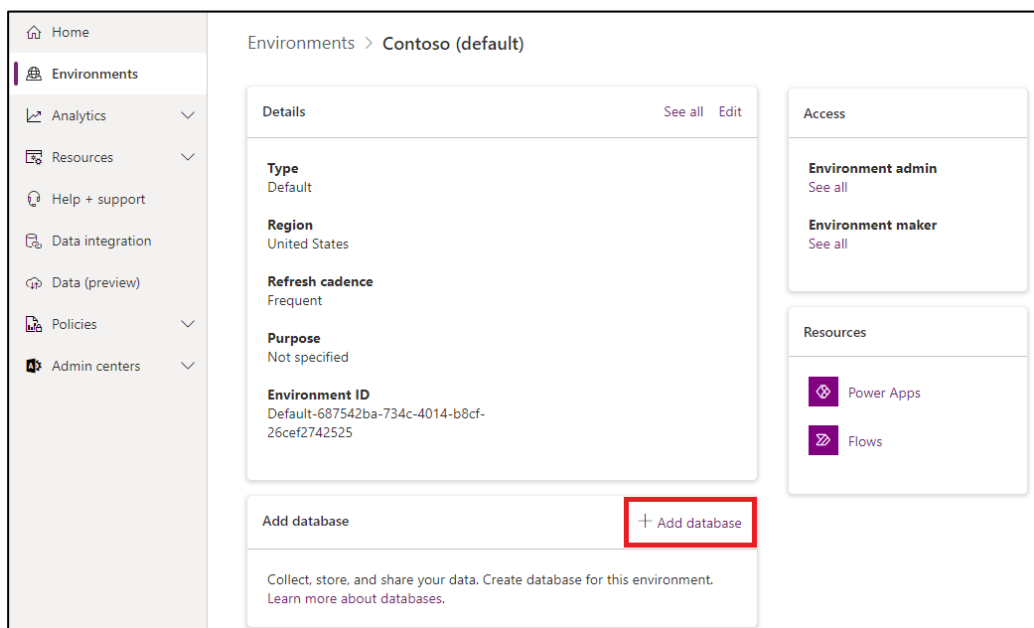 Home
Environments
Analytics
Resources
Help + support
Data integration
Data (preview)
Policies
Admin centers
Environments > Contoso (default)
Details
See all Edit
Type
Default
Region
United States
Refresh cadence
Frequent
Purpose
Not specified
Environment ID
Default-687542ba-734c-4014-b8cf-
26cef2742525
Add database
+ Add database
Collect, store, and share your data. Create database for this environment.
Learn more about databases.
Access
Environment admin
See all
Environment maker
See all
Resources
Power Apps
Flows